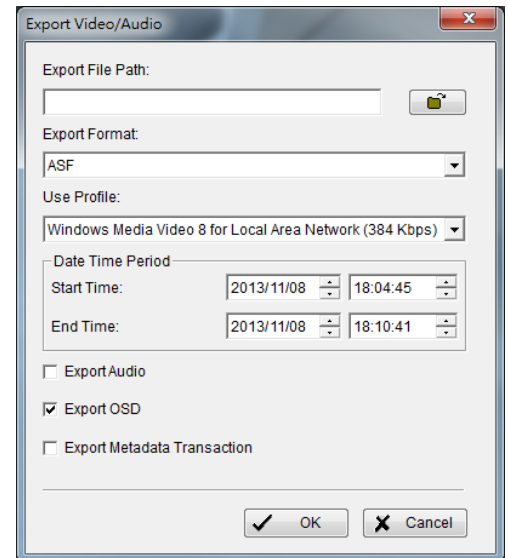 Export Video/Audio
Export File Path:
Export Format:
ASF
Use Profile:
Windows Media Video 8 for Local Area Network (384 Kbps)
Date Time Period
Start Time: 2013/11/08 18:04:45
End Time: 2013/11/08 18:10:41
Export Audio
Export OSD
Export Metadata Transaction
OK Cancel